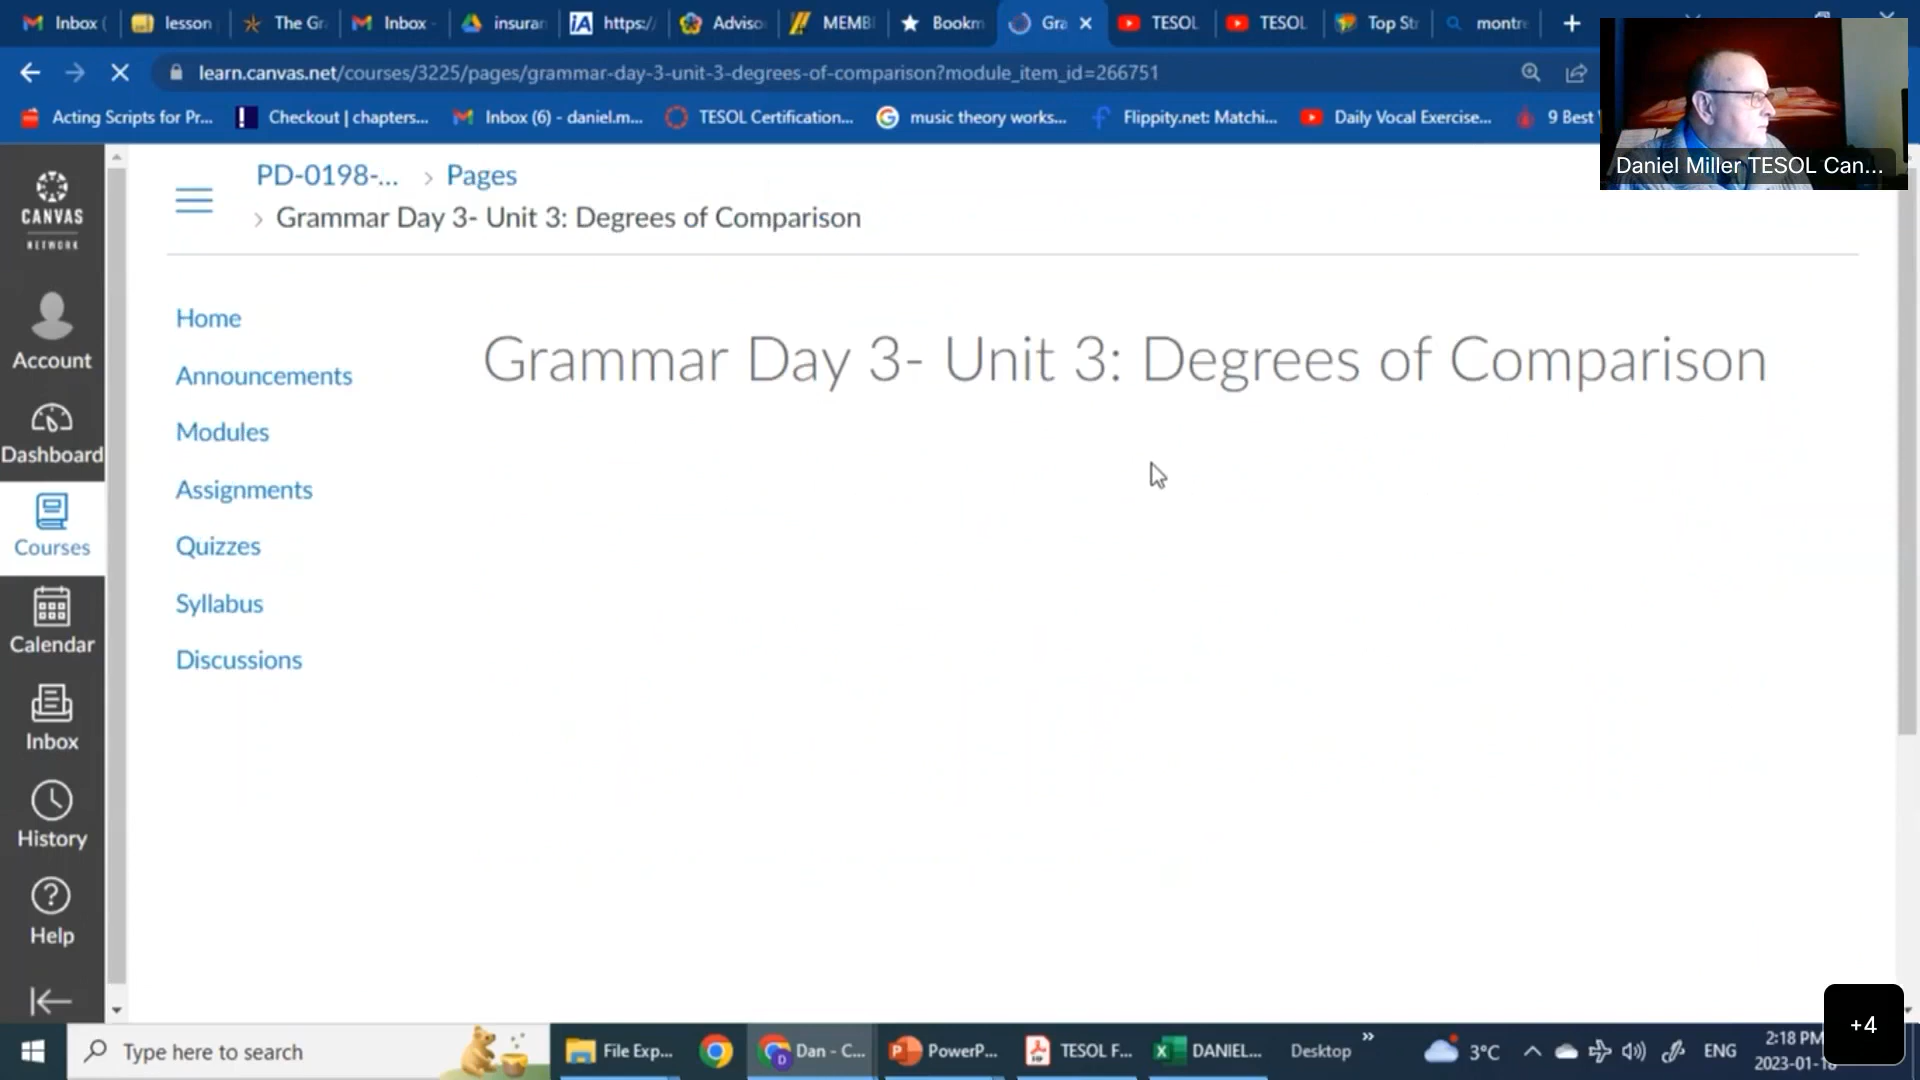 Inbox (
lesson
The Gr
Inbox -
insuran
https:/
Adviso
MEMB
Bookm
Gra
TESOL
TESOL
Top St
montre
learn.canvas.net/courses/3225/pages/grammar-day-3-unit-3-degrees-of-comparison?module_item_id=266751
Acting Scripts for Pr...
Checkout | chapters...
Inbox (6) - daniel.m...
TESOL Certification...
music theory works...
Flippity.net: Matchi...
Daily Vocal Exercise...
9 Best
Daniel Miller TESOL Can...
CANVAS
NETWORK
Account
Dashboard
Courses
Calendar
Inbox
History
Help
PD-0198-... > Pages
> Grammar Day 3- Unit 3: Degrees of Comparison
Home
Announcements
Modules
Assignments
Quizzes
Syllabus
Discussions
Grammar Day 3- Unit 3: Degrees of Comparison
Type here to search
File Exp...
Dan - C...
PowerP...
TESOL F...
DANIEL...
Desktop
3°C
ENG
2:18 PM
2023-01-1
+4